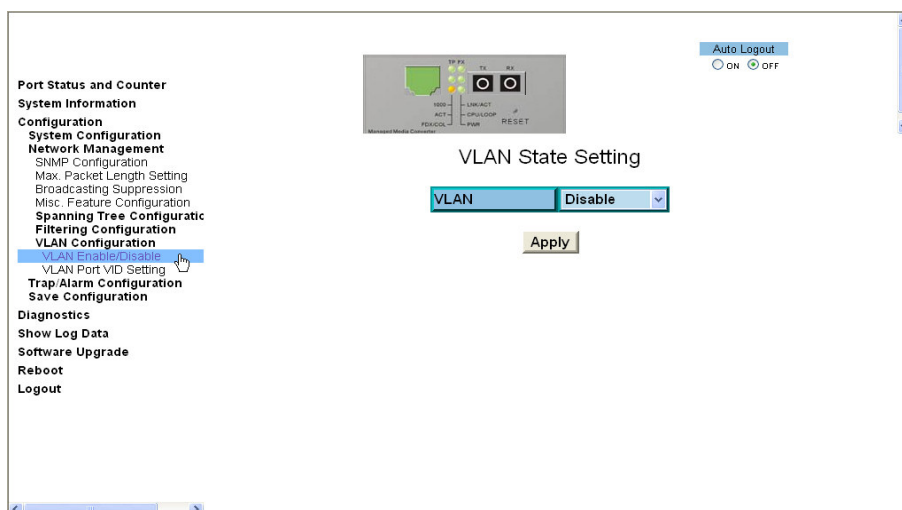 Auto Logout
ON OFF
TP FX
TX RX
1000 LNK/ACT
ACT CPU/LOOP
FDX/COL PWR RESET
Managed Media Converter
Port Status and Counter
System Information
Configuration
System Configuration
Network Management
SNMP Configuration
Max. Packet Length Setting
Broadcasting Suppression
Misc. Feature Configuration
Spanning Tree Configuratic
Filtering Configuration
VLAN Configuration
VLAN Enable/Disable
VLAN Port VID Setting
Trap/Alarm Configuration
Save Configuration
Diagnostics
Show Log Data
Software Upgrade
Reboot
Logout
VLAN State Setting
VLAN Disable
Apply